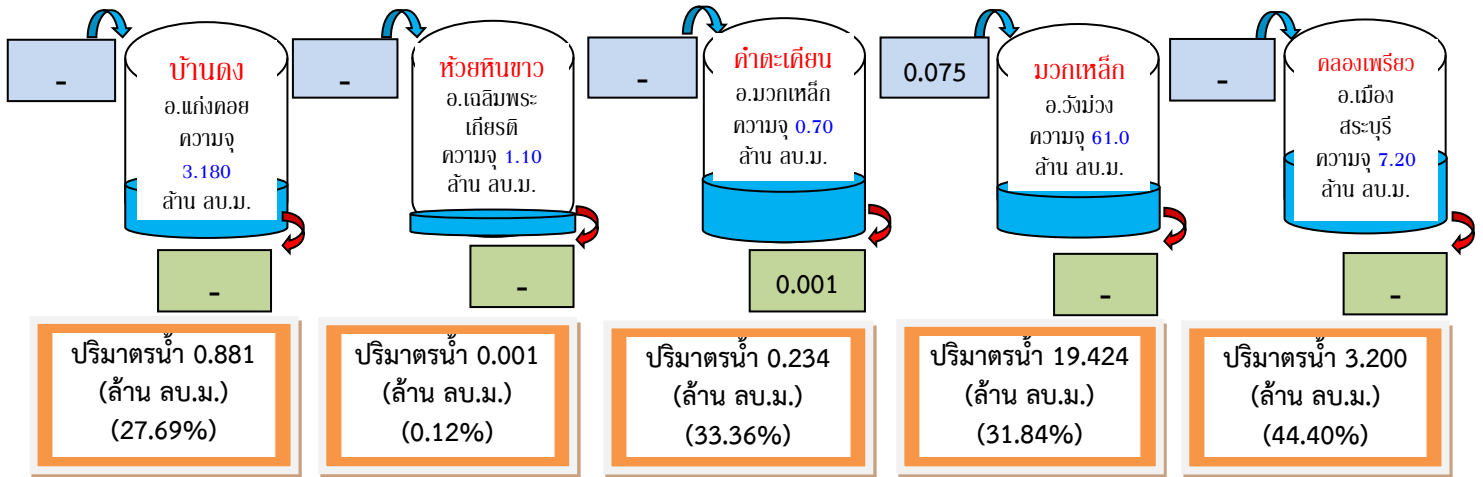 -
บ้านดง
อ.แก่งคอย
ความจุ
3.180
ล้าน ลบ.ม.
-
ปริมาตรน้ำ 0.881
(ล้าน ลบ.ม.)
(27.69%)
-
ห้วยหินขาว
อ.เฉลิมพระ
เกียรติ
ความจุ 1.10
ล้าน ลบ.ม.
-
ปริมาตรน้ำ 0.001
(ล้าน ลบ.ม.)
(0.12%)
-
คำตะเคียน
อ.มวกเหล็ก
ความจุ 0.70
ล้าน ลบ.ม.
0.001
ปริมาตรน้ำ 0.234
(ล้าน ลบ.ม.)
(33.36%)
0.075
มวกเหล็ก
อ.วังม่วง
ความจุ 61.0
ล้าน ลบ.ม.
-
ปริมาตรน้ำ 19.424
(ล้าน ลบ.ม.)
(31.84%)
-
คลองเพรียว
อ.เมือง
สระบุรี
ความจุ 7.20
ล้าน ลบ.ม.
-
ปริมาตรน้ำ 3.200
(ล้าน ลบ.ม.)
(44.40%)